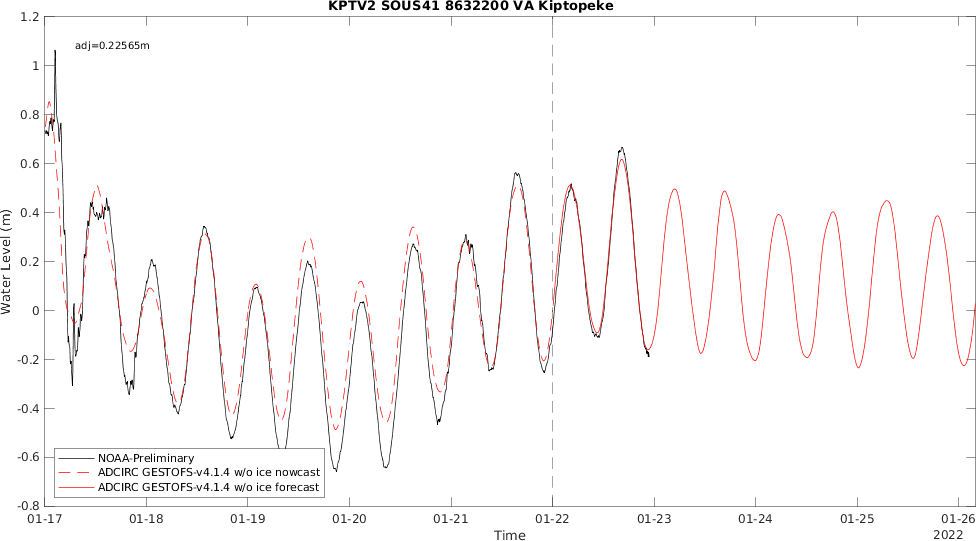 KPTV2 SOUS41 8632200 VA Kiptopeke
adj=0.22565m
1.2
1
0.8
0.6
0.4
0.2
0
-0.2
-0.4
-0.6
-0.8
Water Level (m)
NOAA-Preliminary
ADCIRC GESTOFS-v4.1.4 w/o ice nowcast
ADCIRC GESTOFS-v4.1.4 w/o ice forecast
01-17 01-18 01-19 01-20 01-21 01-22 01-23 01-24 01-25 01-26
2022
Time